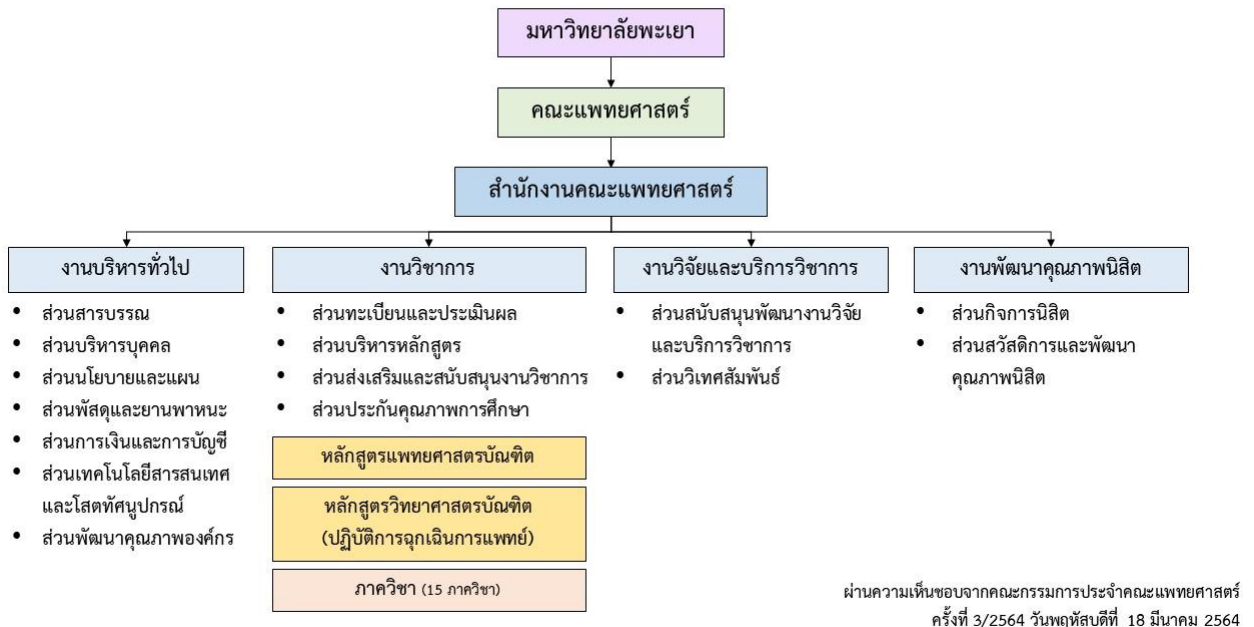 มหาวิทยาลัยพะเยา
คณะแพทยศาสตร์
สำนักงานคณะแพทยศาสตร์
งานบริหารทั่วไป
• ส่วนสารบรรณ
• ส่วนบริหารบุคคล
• ส่วนนโยบายและแผน
• ส่วนพัสดุและยานพาหนะ
• ส่วนการเงินและการบัญชี
• ส่วนเทคโนโลยีสารสนเทศ
และโสตทัศนูปกรณ์
• ส่วนพัฒนาคุณภาพองค์กร
งานวิชาการ
• ส่วนทะเบียนและประเมินผล
• ส่วนบริหารหลักสูตร
• ส่วนส่งเสริมและสนับสนุนงานวิชาการ
• ส่วนประกันคุณภาพการศึกษา
หลักสูตรแพทยศาสตรบัณฑิต
หลักสูตรวิทยาศาสตรบัณฑิต
(ปฏิบัติการฉุกเฉินการแพทย์)
ภาควิชา (15 ภาควิชา)
งานวิจัยและบริการวิชาการ
• ส่วนสนับสนุนพัฒนางานวิจัย
และบริการวิชาการ
• ส่วนวิเทศสัมพันธ์
งานพัฒนาคุณภาพนิสิต
• ส่วนกิจการนิสิต
• ส่วนสวัสดิการและพัฒนา
คุณภาพนิสิต
ผ่านความเห็นชอบจากคณะกรรมการประจำคณะแพทยศาสตร์
ครั้งที่ 3/2564 วันพฤหัสบดีที่ 18 มีนาคม 2564